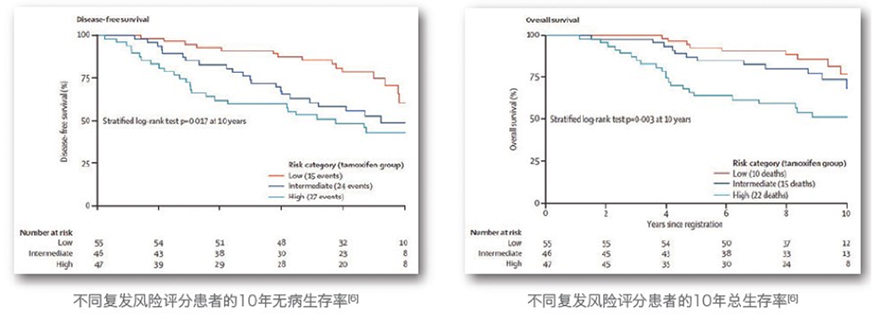 Disease-free survival
100
75
50
25
0
Disease-free survival (%)
Stratified log-rank test p=0·017 at 10 years
Risk category (tamoxifen group)
Low (15 events)
Intermediate (24 events)
High (27 events)
Number at risk
Low 55 54 51 48 32 10
Intermediate 46 43 38 30 23 8
High 47 39 29 28 20 8
不同复发风险评分患者的10年无病生存率[6]
Overall survival
100
75
50
25
0
Overall survival (%)
Stratified log-rank test p=0·003 at 10 years
Risk category (tamoxifen group)
Low (10 deaths)
Intermediate (15 deaths)
High (22 deaths)
0 2 4 6 8 10
Years since registration
Number at risk
Low 55 55 54 50 37 12
Intermediate 46 45 43 38 33 13
High 47 45 35 30 24 8
不同复发风险评分患者的10年总生存率[6]